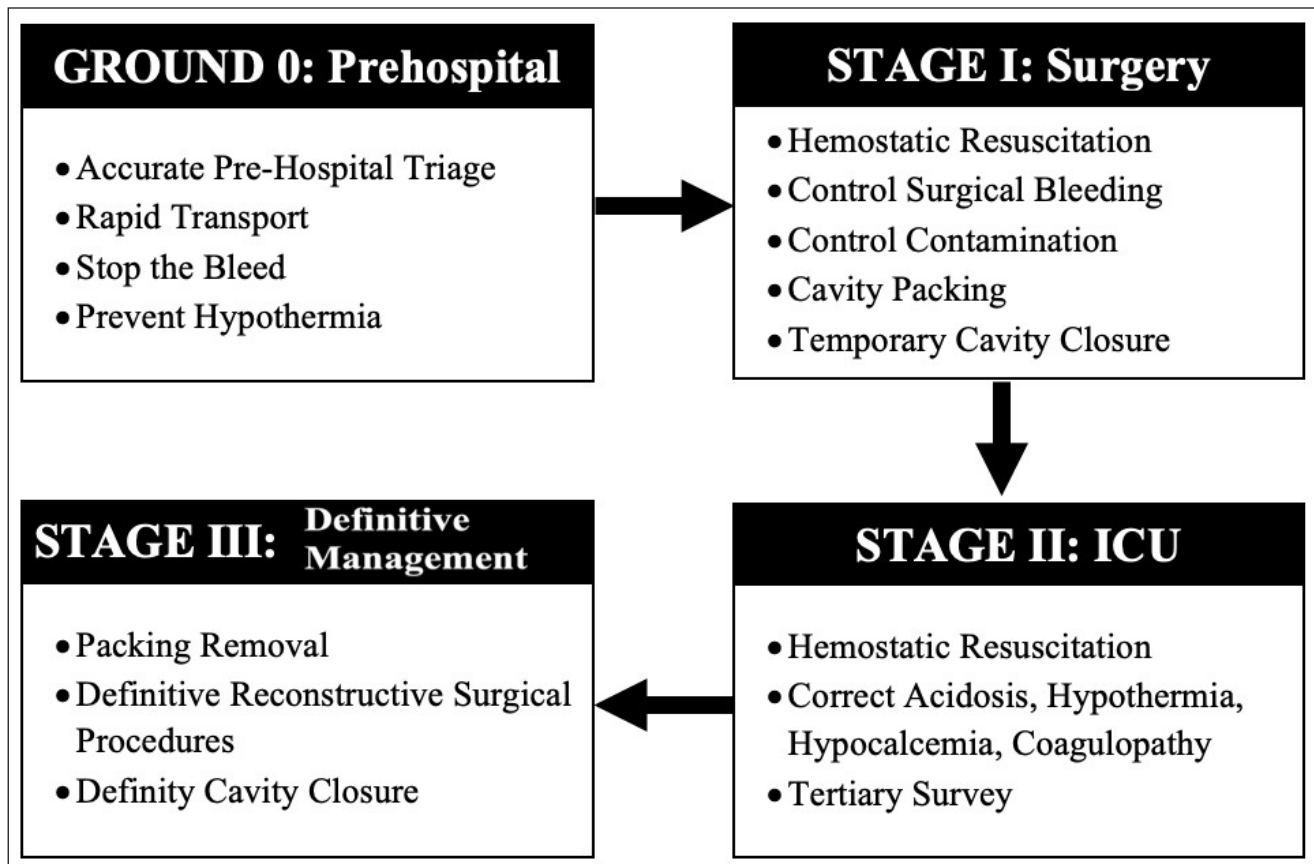 GROUND 0: Prehospital
• Accurate Pre-Hospital Triage
• Rapid Transport
• Stop the Bleed
• Prevent Hypothermia
STAGE I: Surgery
• Hemostatic Resuscitation
• Control Surgical Bleeding
• Control Contamination
• Cavity Packing
• Temporary Cavity Closure
STAGE II: ICU
• Hemostatic Resuscitation
• Correct Acidosis, Hypothermia,
Hypocalcemia, Coagulopathy
• Tertiary Survey
STAGE III: Definitive
Management
• Packing Removal
• Definitive Reconstructive Surgical
Procedures
• Definity Cavity Closure